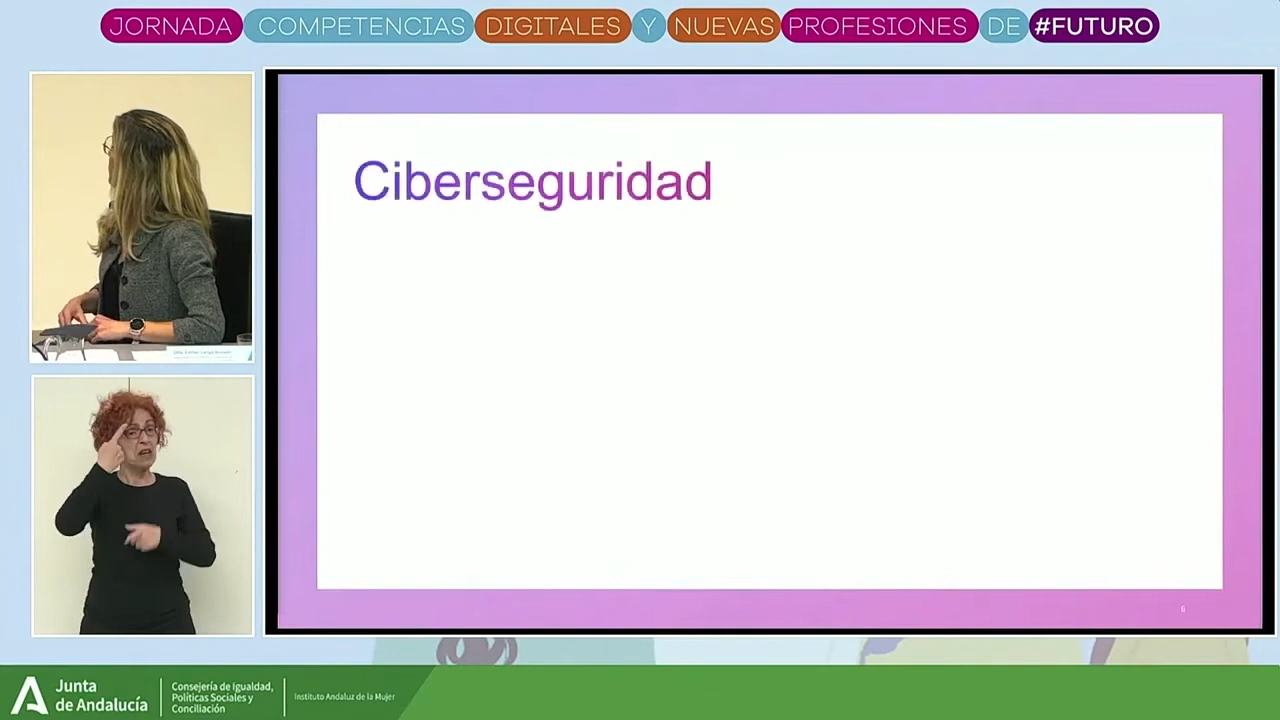 JORNADA COMPETENCIAS DIGITALES Y NUEVAS PROFESIONES DE #FUTURO
Ciberseguridad
6
Junta
de Andalucía
Consejería de Igualdad,
Políticas Sociales y
Conciliación
Instituto Andaluz de la Mujer